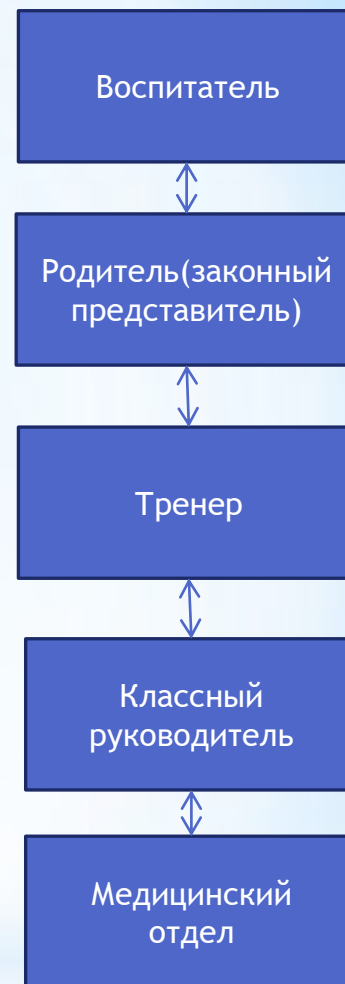 Воспитатель
Родитель(законный
представитель)
Тренер
Классный
руководитель
Медицинский
отдел